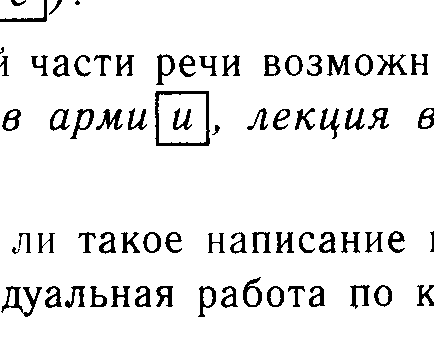 части речи возможн
в арми и, лекция в
ли такое написание
дуальная работа по к